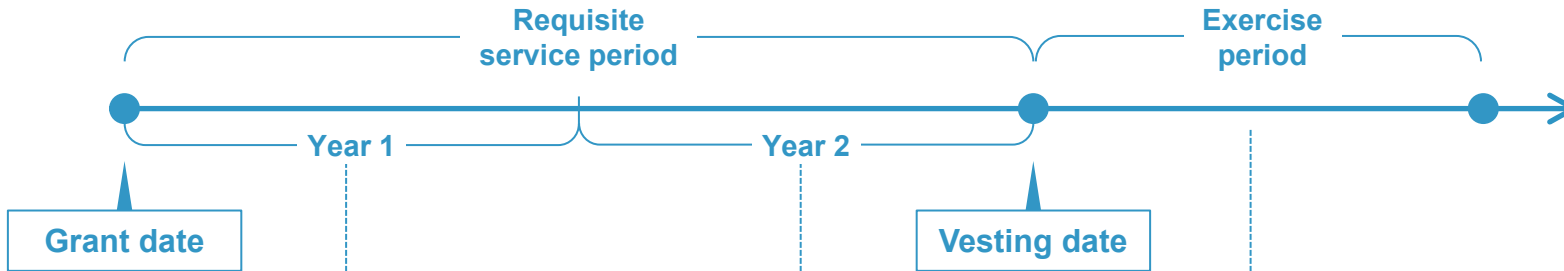 Requisite
service period
Exercise
period
Year 1
Year 2
Grant date
Vesting date